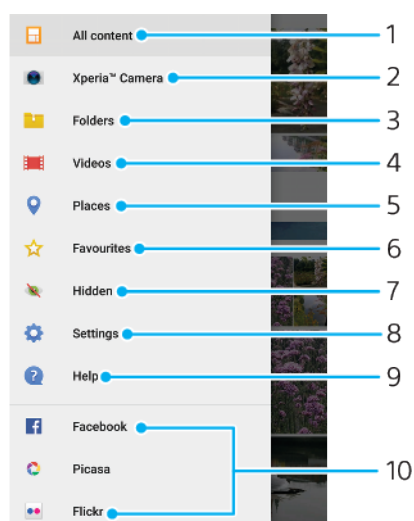 All content 1
Xperia™ Camera 2
Folders 3
Videos 4
Places 5
Favourites 6
Hidden 7
Settings 8
Help 9
Facebook
Picasa 10
Flickr